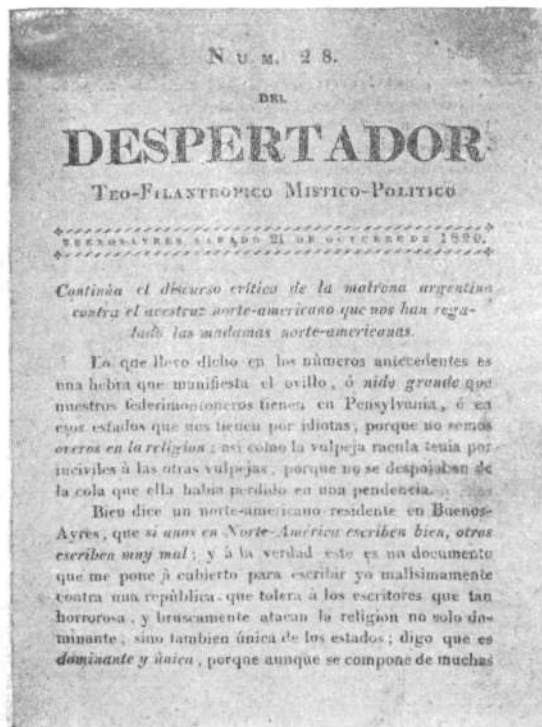 NUM. 28.
DEL
DESPERTADOR
TEO-FILANTROPICO MISTICO-POLITICO
BUENOS-AYRES SABADO 21 DE OCTUBRE DE 1820.
Continúa el discurso crítico de la matrona argentina
contra el avestruz norte-americano que nos han rega-
lado las madamas norte-americanas.
Lo que llevo dicho en los números antecedentes es
una hebra que manifiesta el ovillo, ó nido grande que
nuestros federimontoneros tienen en Pensylvania, ó en
esos estados que nos tienen por idiotas, porque no somos
overos en la religion; asi como la vulpeja racula tenia por
inciviles à las otras vulpejas, porque no se despojaban de
la cola que ella habia perdido en una pendencia.
Bien dice un norte-americano residente en Buenos-
Ayres, que si unos en Norte-América escriben bien, otros
escriben muy mal; y à la verdad este es un documento
que me pone à cubierto para escribir yo malisimamente
contra una repùblica, que tolera à los escritores que tan
horrorosa, y bruscamente atacan la religion no solo do-
minante, sino tambien única de los estados; digo que es
dominante y única, porque aunque se compone de muchas